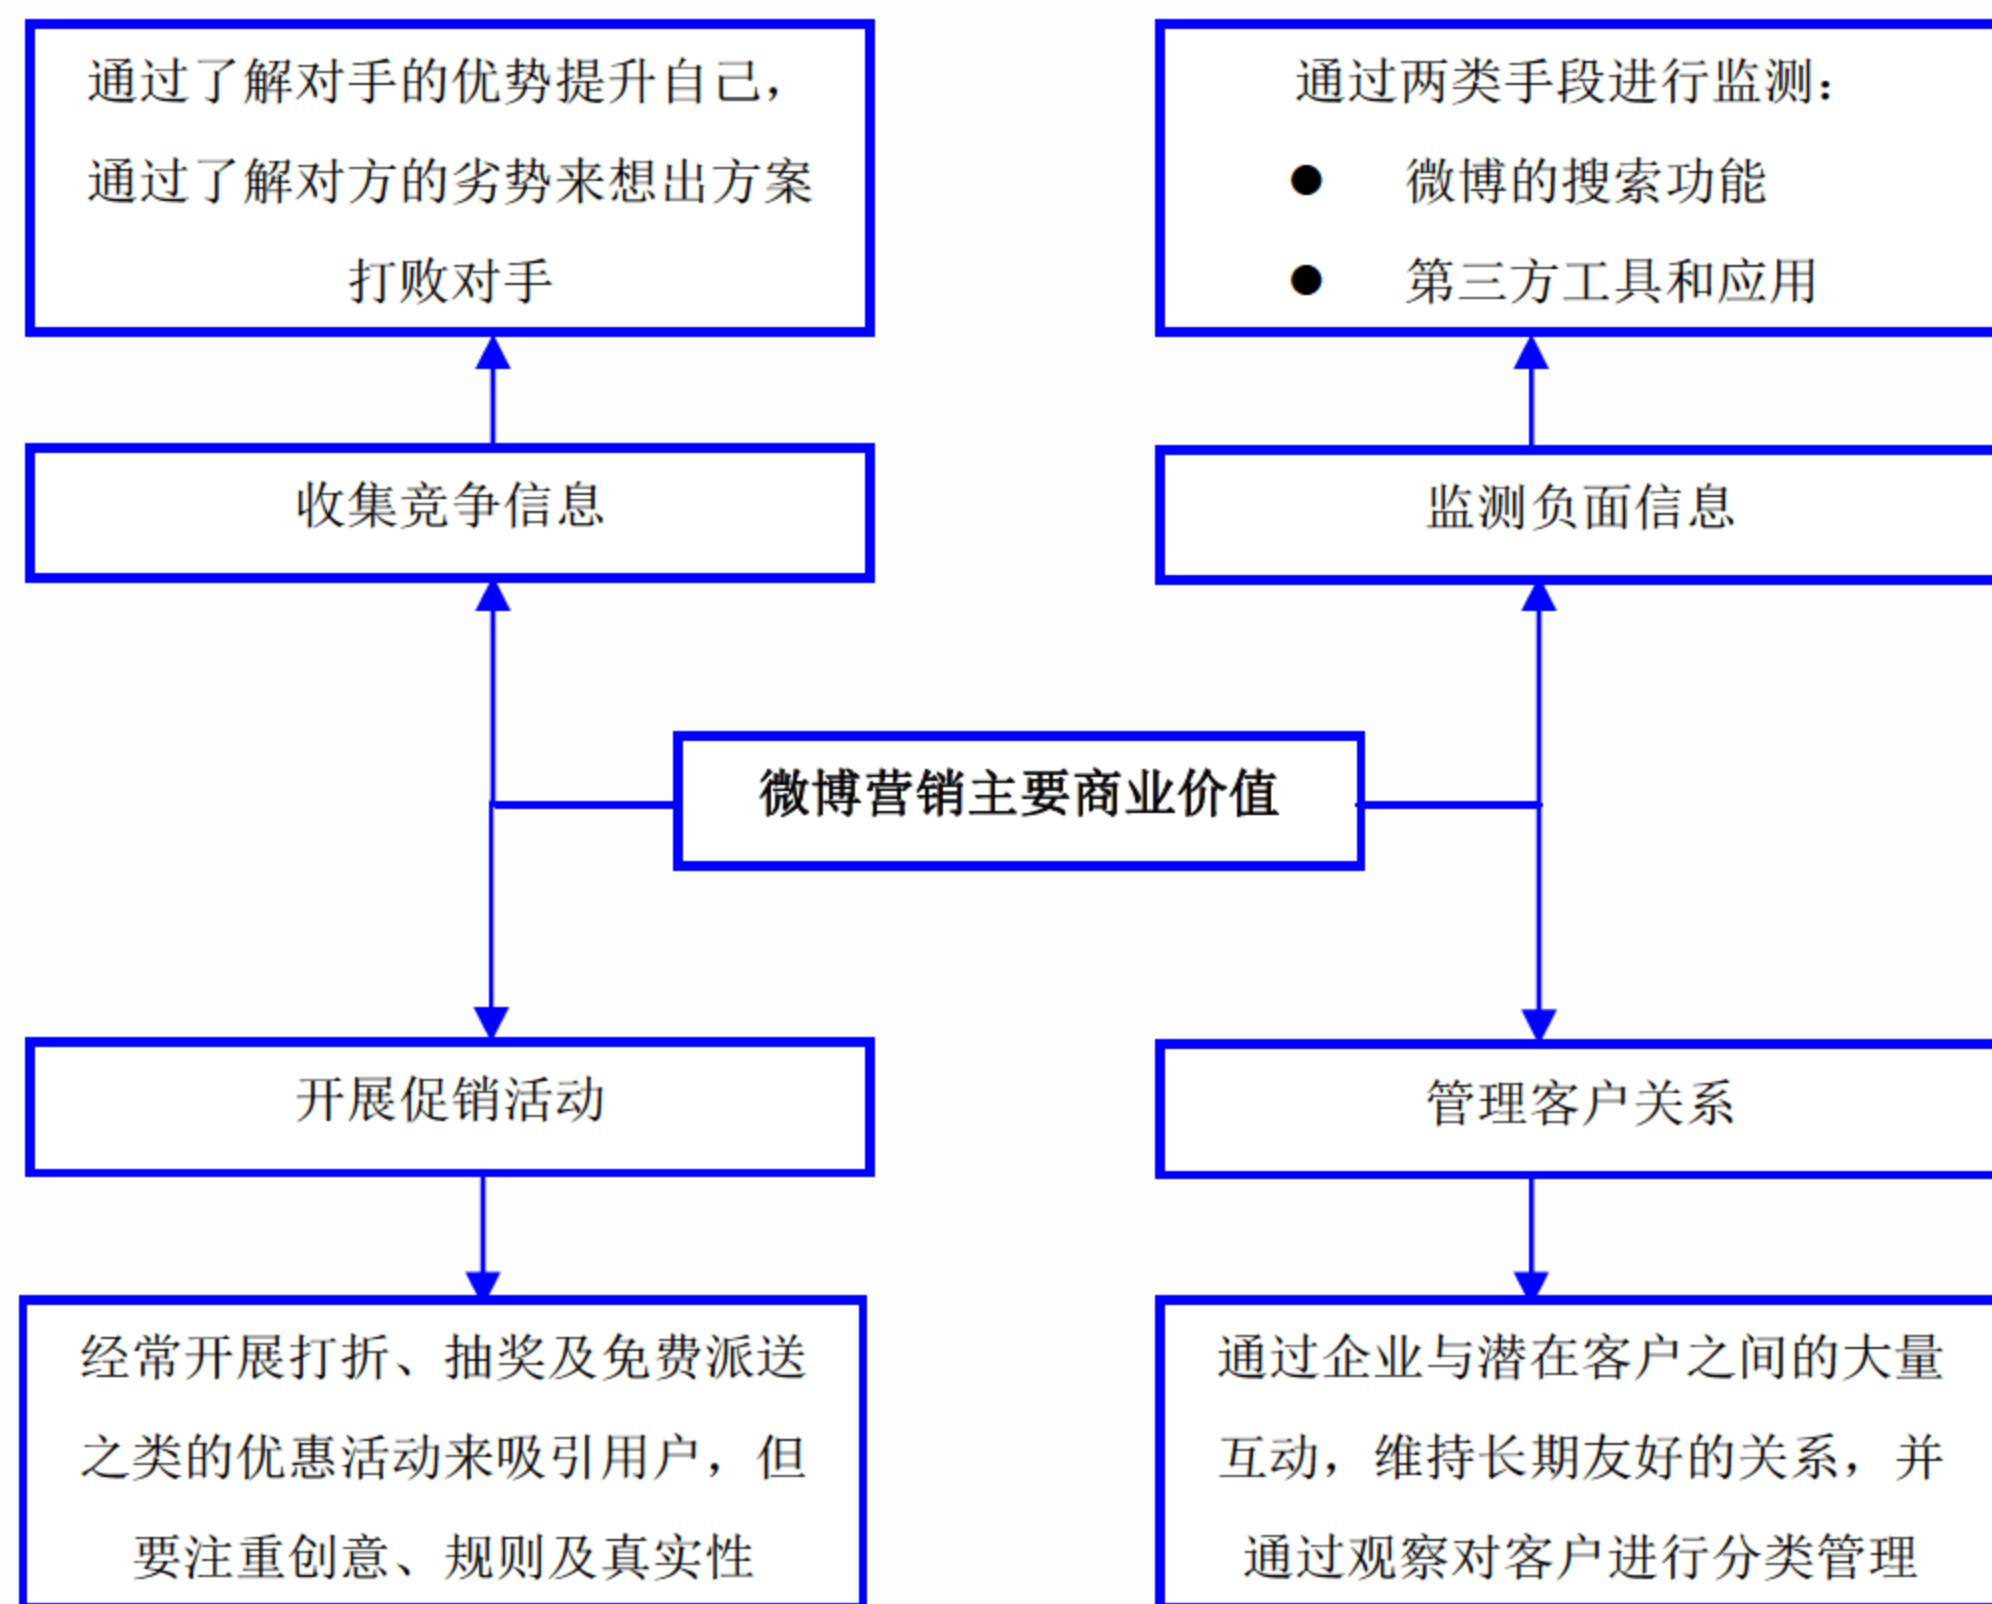 通过了解对手的优势提升自己，
通过了解对方的劣势来想出方案
打败对手
通过两类手段进行监测：
● 微博的搜索功能
● 第三方工具和应用
收集竞争信息
监测负面信息
微博营销主要商业价值
开展促销活动
管理客户关系
经常开展打折、抽奖及免费派送
之类的优惠活动来吸引用户，但
要注重创意、规则及真实性
通过企业与潜在客户之间的大量
互动，维持长期友好的关系，并
通过观察对客户进行分类管理